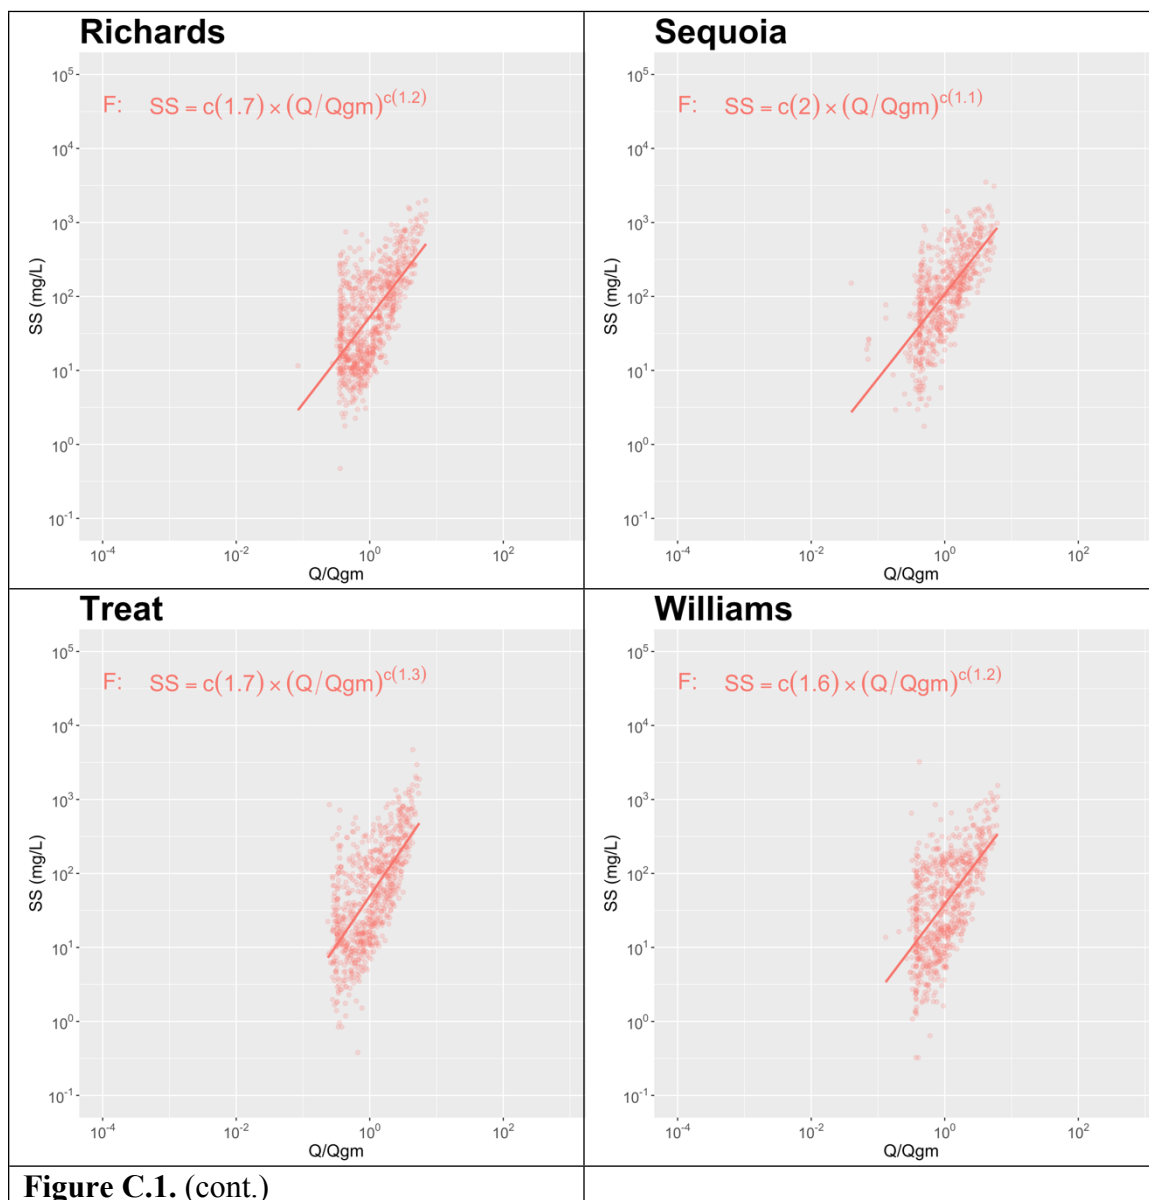 Richards
10^5
10^4
10^3
10^2
10^1
10^0
10^-1
SS (mg/L)
F: SS = c(1.7) × (Q/Qgm)^c(1.2)
10^-4 10^-2 10^0 10^2
Q/Qgm
Sequoia
10^5
10^4
10^3
10^2
10^1
10^0
10^-1
SS (mg/L)
F: SS = c(2) × (Q/Qgm)^c(1.1)
10^-4 10^-2 10^0 10^2
Q/Qgm
Treat
10^5
10^4
10^3
10^2
10^1
10^0
10^-1
SS (mg/L)
F: SS = c(1.7) × (Q/Qgm)^c(1.3)
10^-4 10^-2 10^0 10^2
Q/Qgm
Williams
10^5
10^4
10^3
10^2
10^1
10^0
10^-1
SS (mg/L)
F: SS = c(1.6) × (Q/Qgm)^c(1.2)
10^-4 10^-2 10^0 10^2
Q/Qgm
Figure C.1. (cont.)